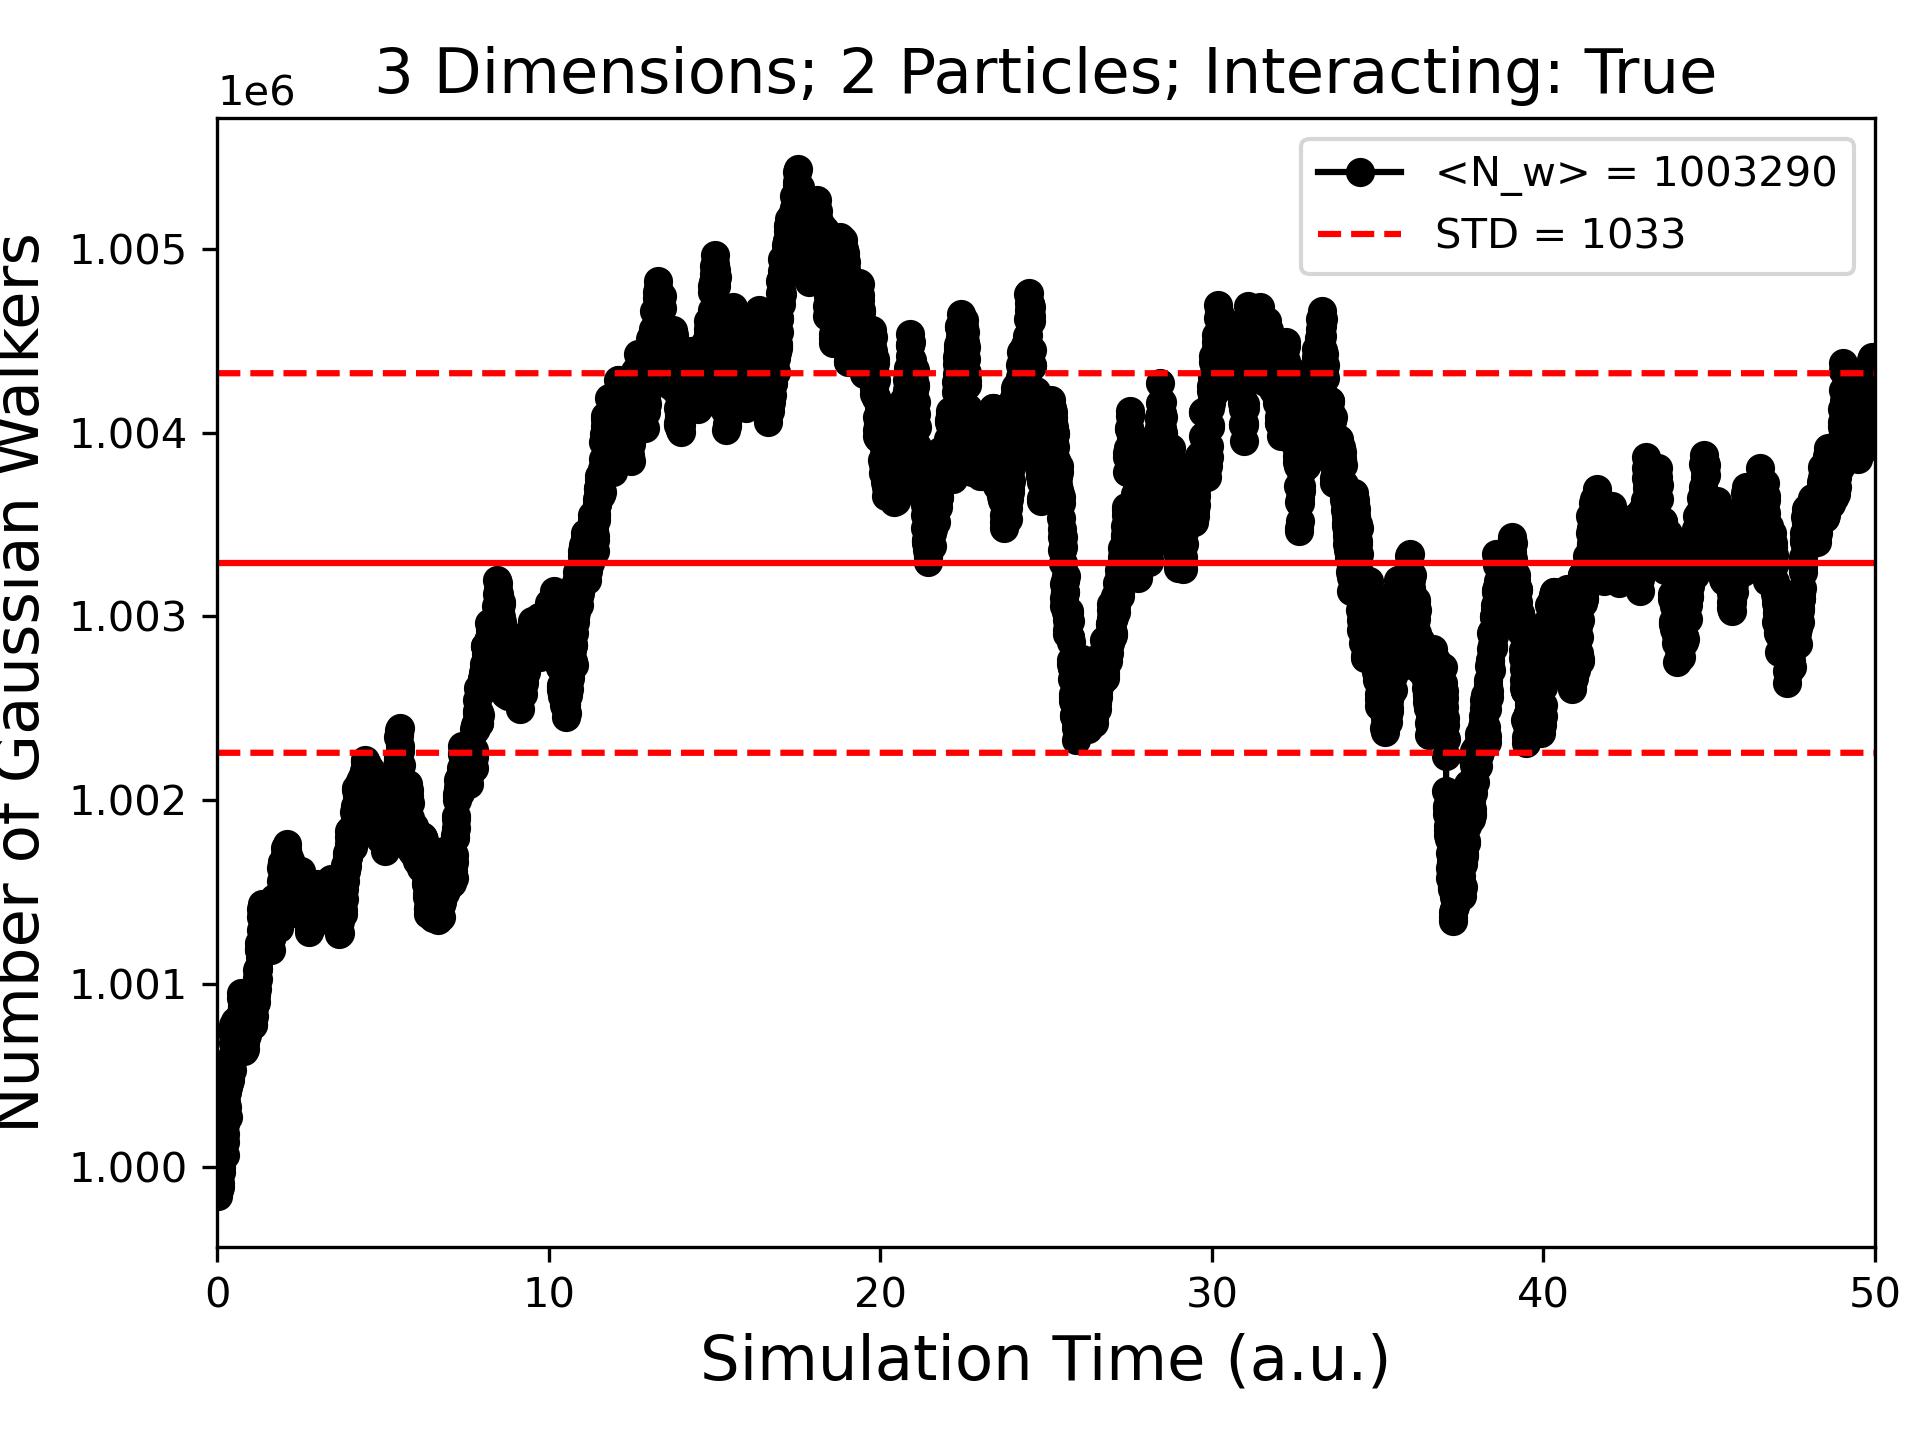 3 Dimensions; 2 Particles; Interacting: True
1e6
<N_w> = 1003290
STD = 1033
1.005
1.004
1.003
1.002
1.001
1.000
Number of Gaussian Walkers
0 10 20 30 40 50
Simulation Time (a.u.)